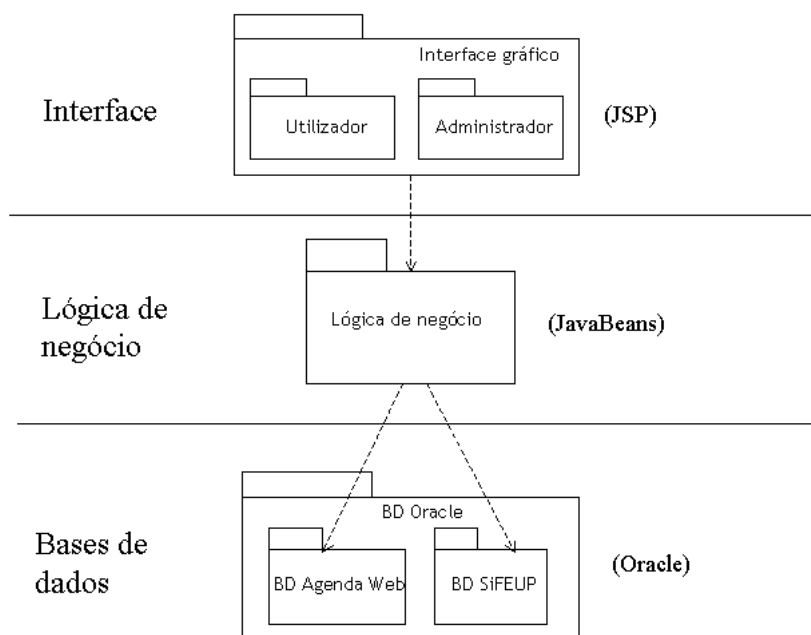 Interface gráfico
Interface
Utilizador
Administrador
(JSP)
Lógica de
negócio
Lógica de negócio
(JavaBeans)
BD Oracle
Bases de
dados
BD Agenda Web
BD SiFEUP
(Oracle)